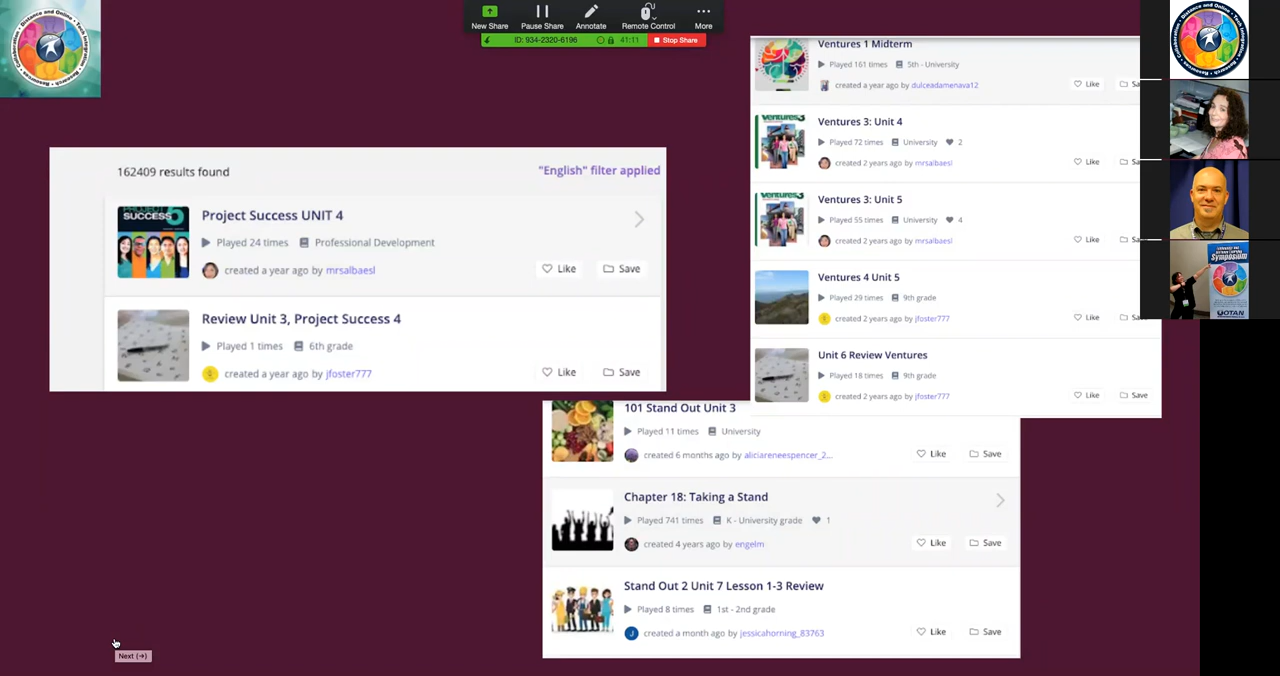 New Share
Pause Share
Annotate
Remote Control
More
ID: 934-2320-6196
41:11
Stop Share
162409 results found
"English" filter applied
Project Success UNIT 4
Played 24 times
Professional Development
created a year ago by mrsalbaesl
Like
Save
Review Unit 3, Project Success 4
Played 1 times
6th grade
created a year ago by jfoster777
Like
Save
Ventures 1 Midterm
Played 161 times
5th - University
created a year ago by dulceadamenava12
Like
Sa
Ventures 3: Unit 4
Played 72 times
University
2
created 2 years ago by mrsalbaesl
Like
Sa
Ventures 3: Unit 5
Played 55 times
University
4
created 2 years ago by mrsalbaesl
Like
Sa
Ventures 4 Unit 5
Played 29 times
9th grade
created 2 years ago by jfoster777
Like
Sa
Unit 6 Review Ventures
Played 18 times
9th grade
created 2 years ago by jfoster777
Like
Save
101 Stand Out Unit 3
Played 11 times
University
created 6 months ago by aliciareneespencer_2...
Like
Save
Chapter 18: Taking a Stand
Played 741 times
K - University grade
1
created 4 years ago by engelm
Like
Save
Stand Out 2 Unit 7 Lesson 1-3 Review
Played 8 times
1st - 2nd grade
J
created a month ago by jessicahorning_83763
Like
Save
Next (→)
Symposium
OTAN